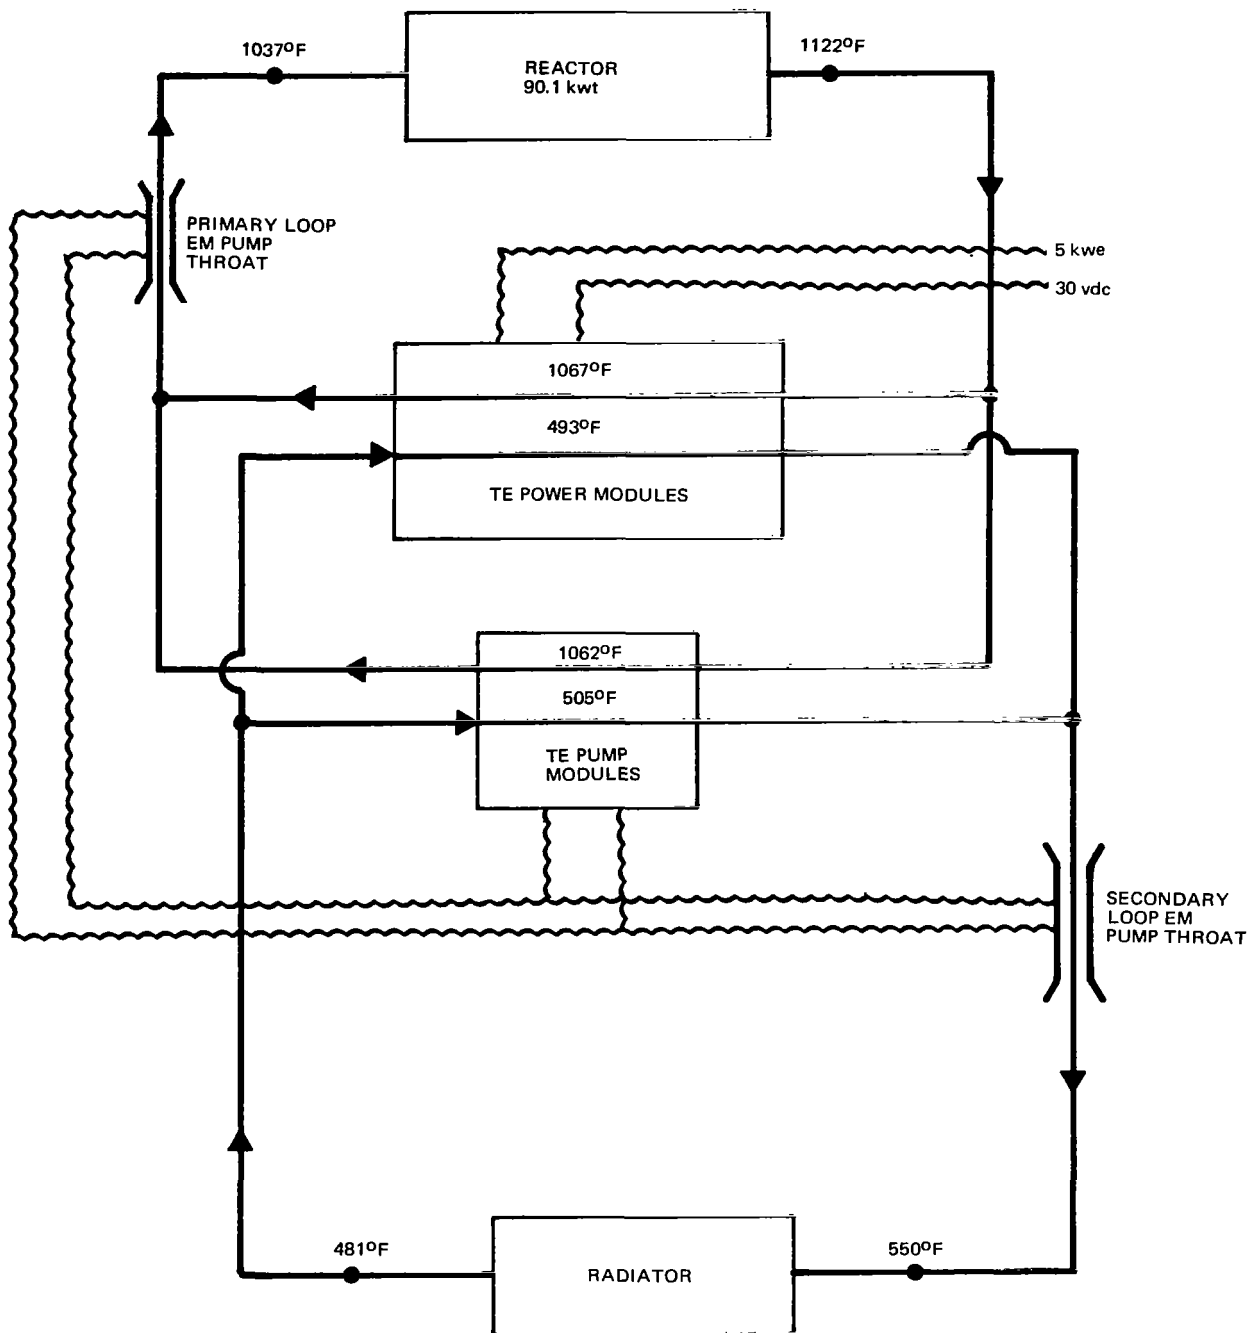 1037°F
1122°F
REACTOR
90.1 kwt
PRIMARY LOOP
EM PUMP
THROAT
5 kwe
30 vdc
1067°F
493°F
TE POWER MODULES
1062°F
505°F
TE PUMP
MODULES
SECONDARY
LOOP EM
PUMP THROAT
481°F
550°F
RADIATOR